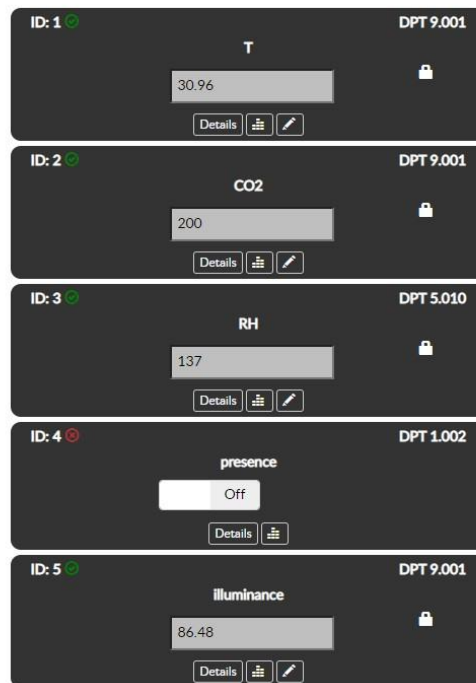 ID: 1 DPT 9.001
T
30.96
Details
ID: 2 DPT 9.001
CO2
200
Details
ID: 3 DPT 5.010
RH
137
Details
ID: 4 DPT 1.002
presence
Off
Details
ID: 5 DPT 9.001
illuminance
86.48
Details